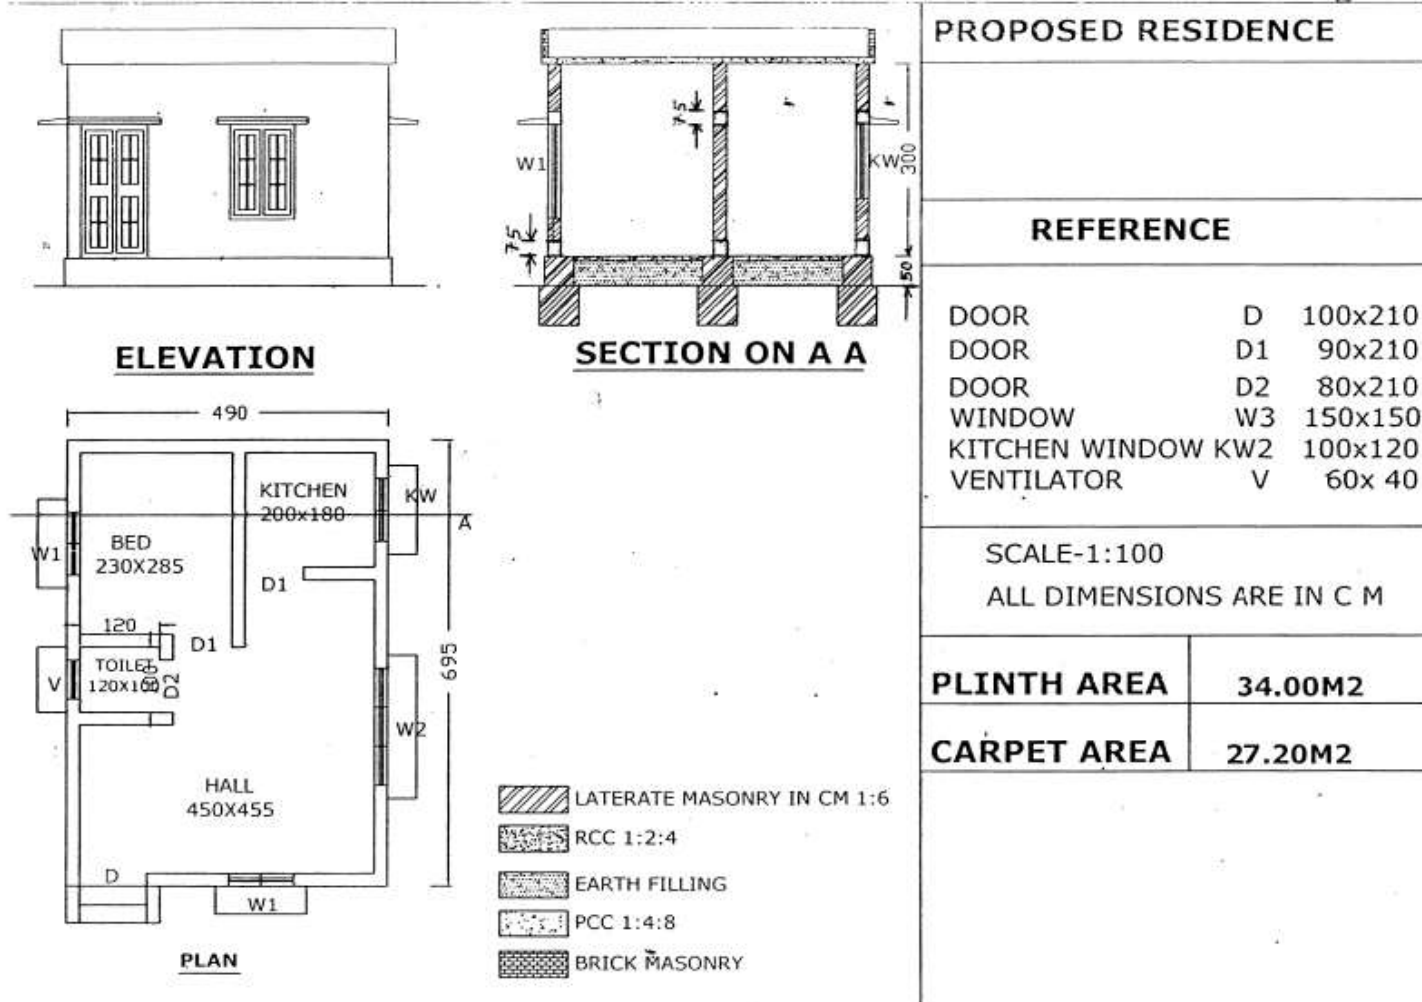 PROPOSED RESIDENCE
75
W1
KW
300
75
50
ELEVATION
SECTION ON A A
REFERENCE
DOOR D 100x210
DOOR D1 90x210
DOOR D2 80x210
WINDOW W3 150x150
KITCHEN WINDOW KW2 100x120
VENTILATOR V 60x 40
SCALE-1:100
ALL DIMENSIONS ARE IN C M
PLINTH AREA 34.00M2
CARPET AREA 27.20M2
490
KITCHEN
200x180
KW
A
W1
BED
230X285
D1
120
D1
TOILET
120X100
D2
V
695
W2
HALL
450X455
D
W1
PLAN
LATERATE MASONRY IN CM 1:6
RCC 1:2:4
EARTH FILLING
PCC 1:4:8
BRICK MASONRY